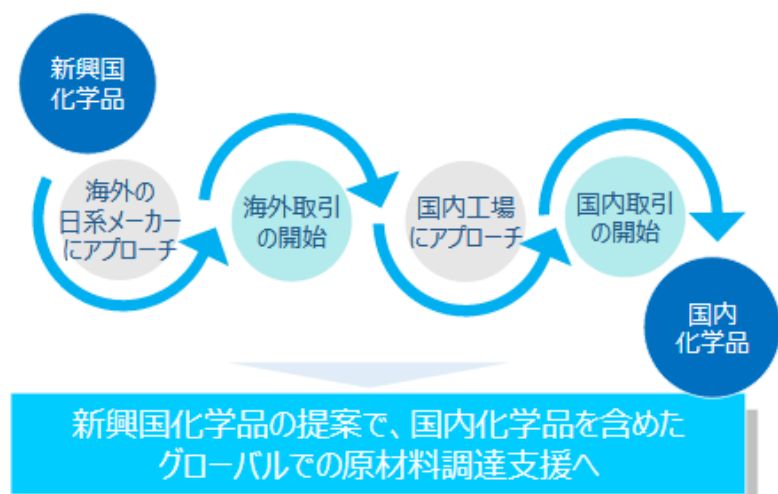 新興国
化学品
海外の
日系メーカー
にアプローチ
海外取引
の開始
国内工場
にアプローチ
国内取引
の開始
国内
化学品
新興国化学品の提案で、国内化学品を含めた
グローバルでの原材料調達支援へ